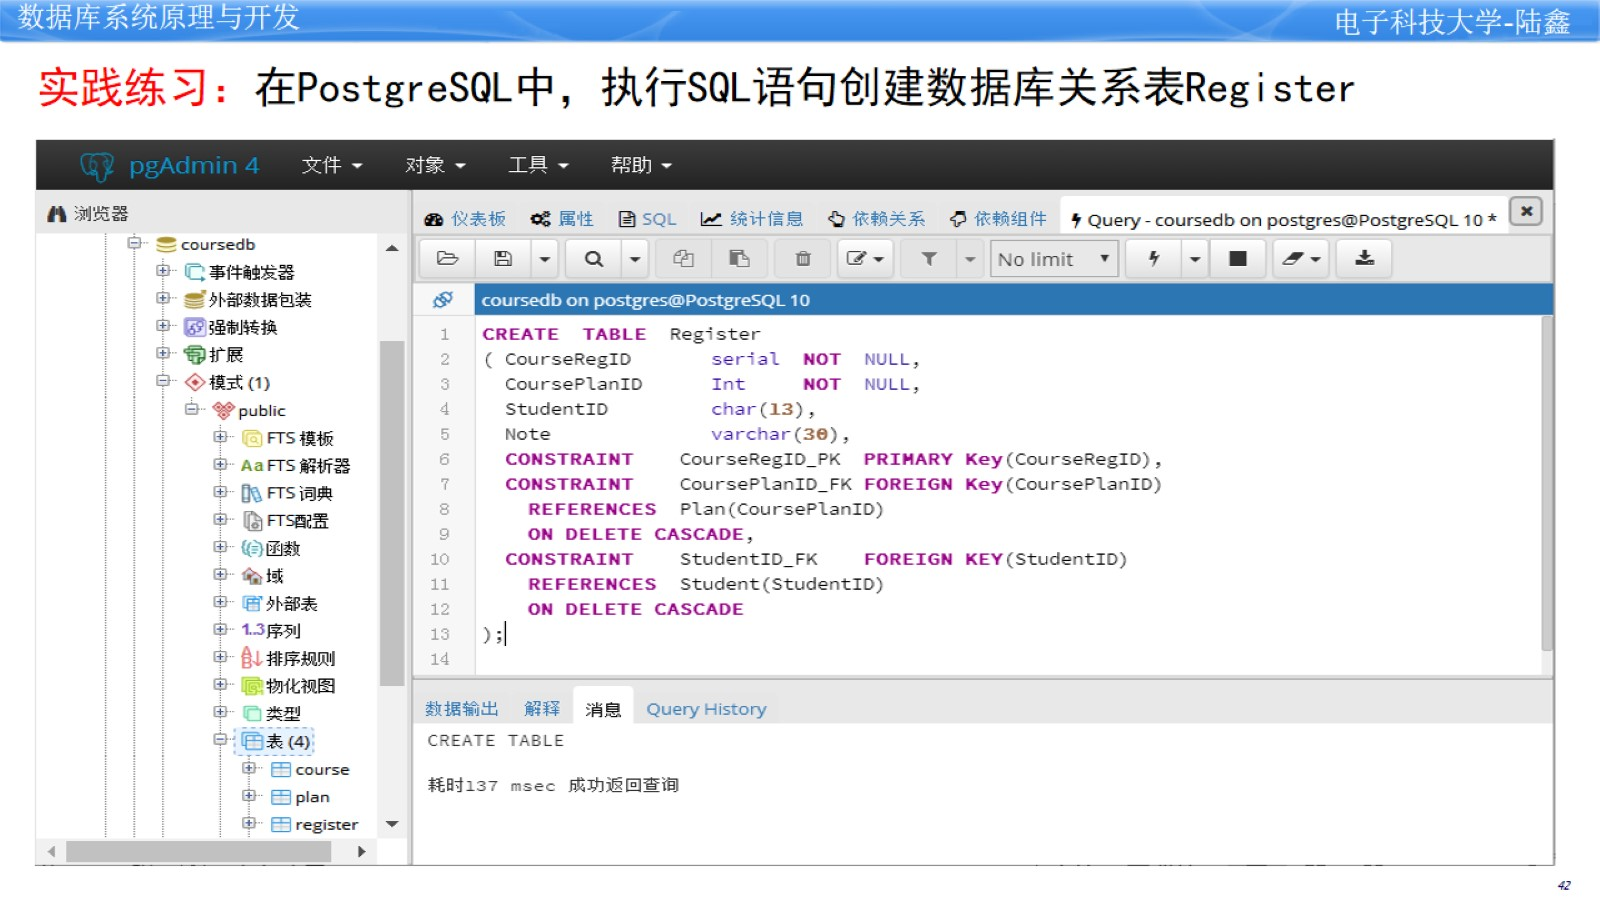 数据库系统原理与开发
电子科技大学-陆鑫
实践练习：在PostgreSQL中，执行SQL语句创建数据库关系表Register
pgAdmin 4 文件 对象 工具 帮助
浏览器
仪表板 属性 SQL 统计信息 依赖关系 依赖组件 Query - coursedb on postgres@PostgreSQL 10 *
No limit
coursedb
事件触发器
外部数据包装
强制转换
扩展
模式 (1)
public
FTS 模板
Aa FTS 解析器
FTS 词典
FTS配置
函数
域
外部表
1..3 序列
排序规则
物化视图
类型
表 (4)
course
plan
register
coursedb on postgres@PostgreSQL 10
1 CREATE TABLE Register
2 ( CourseRegID serial NOT NULL,
3 CoursePlanID Int NOT NULL,
4 StudentID char(13),
5 Note varchar(30),
6 CONSTRAINT CourseRegID_PK PRIMARY Key(CourseRegID),
7 CONSTRAINT CoursePlanID_FK FOREIGN Key(CoursePlanID)
8 REFERENCES Plan(CoursePlanID)
9 ON DELETE CASCADE,
10 CONSTRAINT StudentID_FK FOREIGN KEY(StudentID)
11 REFERENCES Student(StudentID)
12 ON DELETE CASCADE
13 );
14
数据输出 解释 消息 Query History
CREATE TABLE
耗时137 msec 成功返回查询
42